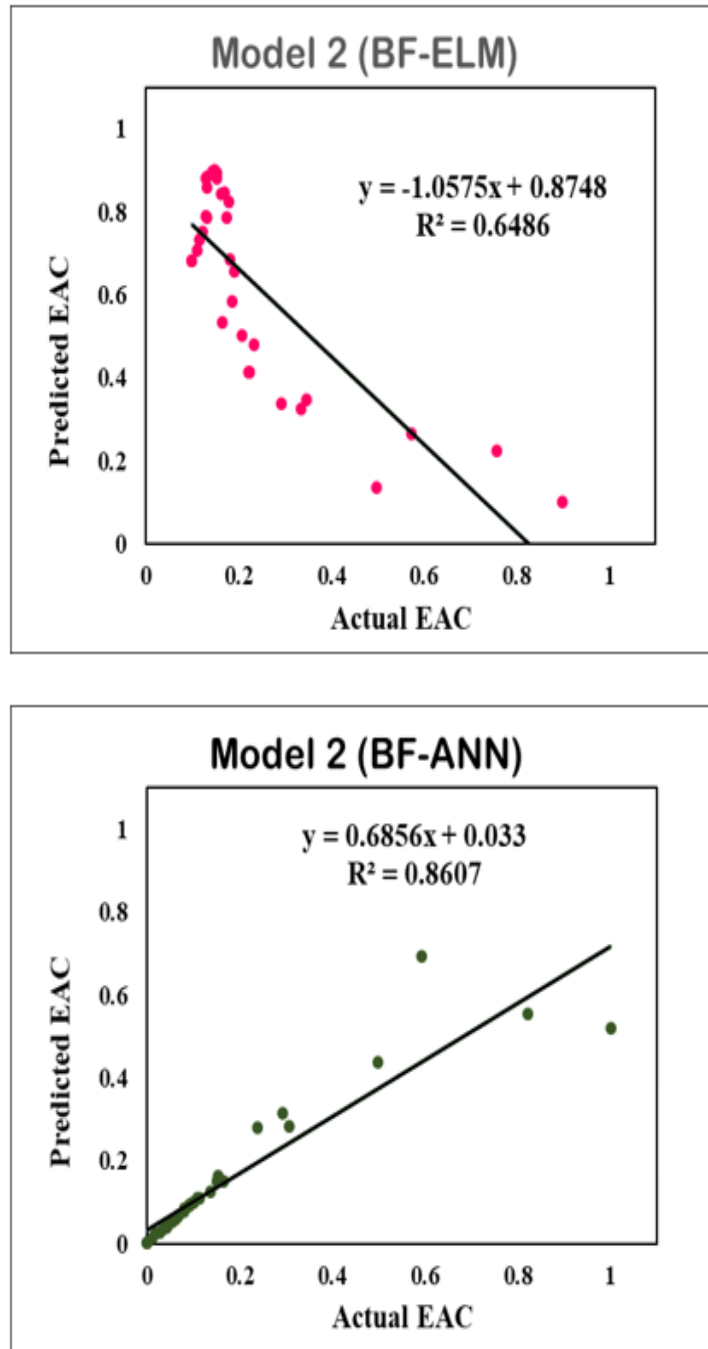 Model 2 (BF-ELM)
1
y = -1.0575x + 0.8748
R² = 0.6486
0.8
0.6
0.4
0.2
0
Predicted EAC
0 0.2 0.4 0.6 0.8 1
Actual EAC
Model 2 (BF-ANN)
1
y = 0.6856x + 0.033
R² = 0.8607
0.8
0.6
0.4
0.2
0
Predicted EAC
0 0.2 0.4 0.6 0.8 1
Actual EAC